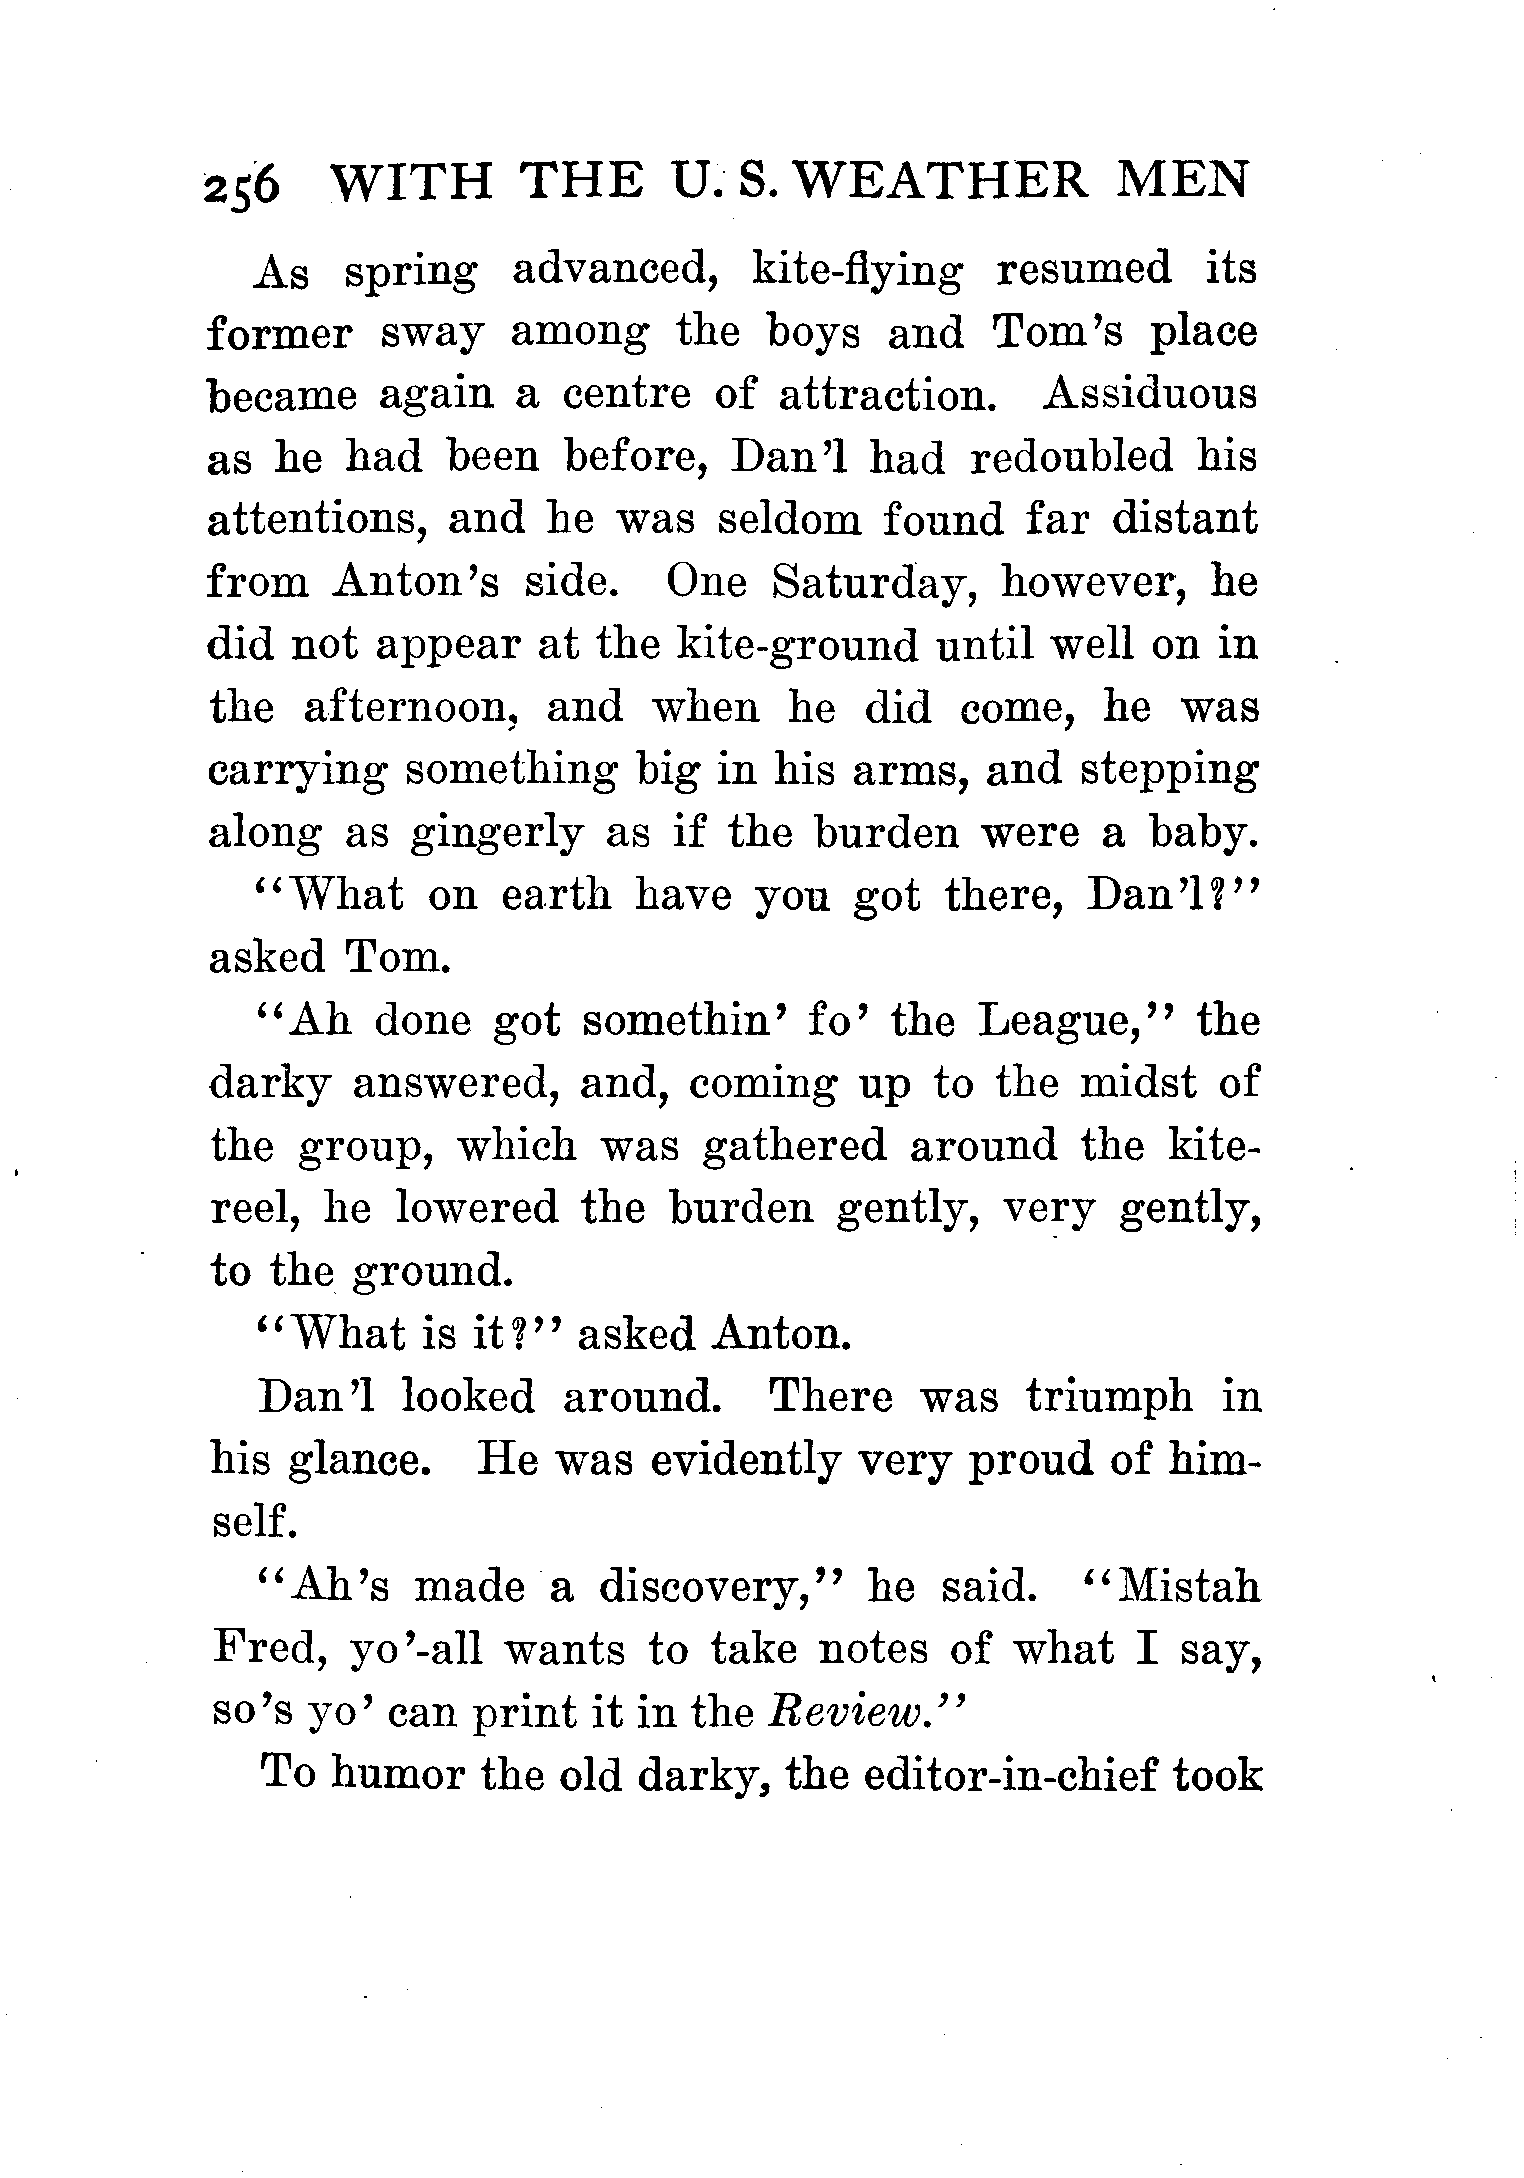 256 WITH THE U. S. WEATHER MEN
As spring advanced, kite-flying resumed its
former sway among the boys and Tom's place
became again a centre of attraction. Assiduous
as he had been before, Dan'l had redoubled his
attentions, and he was seldom found far distant
from Anton's side. One Saturday, however, he
did not appear at the kite-ground until well on in
the afternoon, and when he did come, he was
carrying something big in his arms, and stepping
along as gingerly as if the burden were a baby.
"What on earth have you got there, Dan'l?"
asked Tom.
"Ah done got somethin' fo' the League," the
darky answered, and, coming up to the midst of
the group, which was gathered around the kite-
reel, he lowered the burden gently, very gently,
to the ground.
"What is it?" asked Anton.
Dan'l looked around. There was triumph in
his glance. He was evidently very proud of him-
self.
"Ah's made a discovery," he said. "Mistah
Fred, yo'-all wants to take notes of what I say,
so's yo' can print it in the Review."
To humor the old darky, the editor-in-chief took